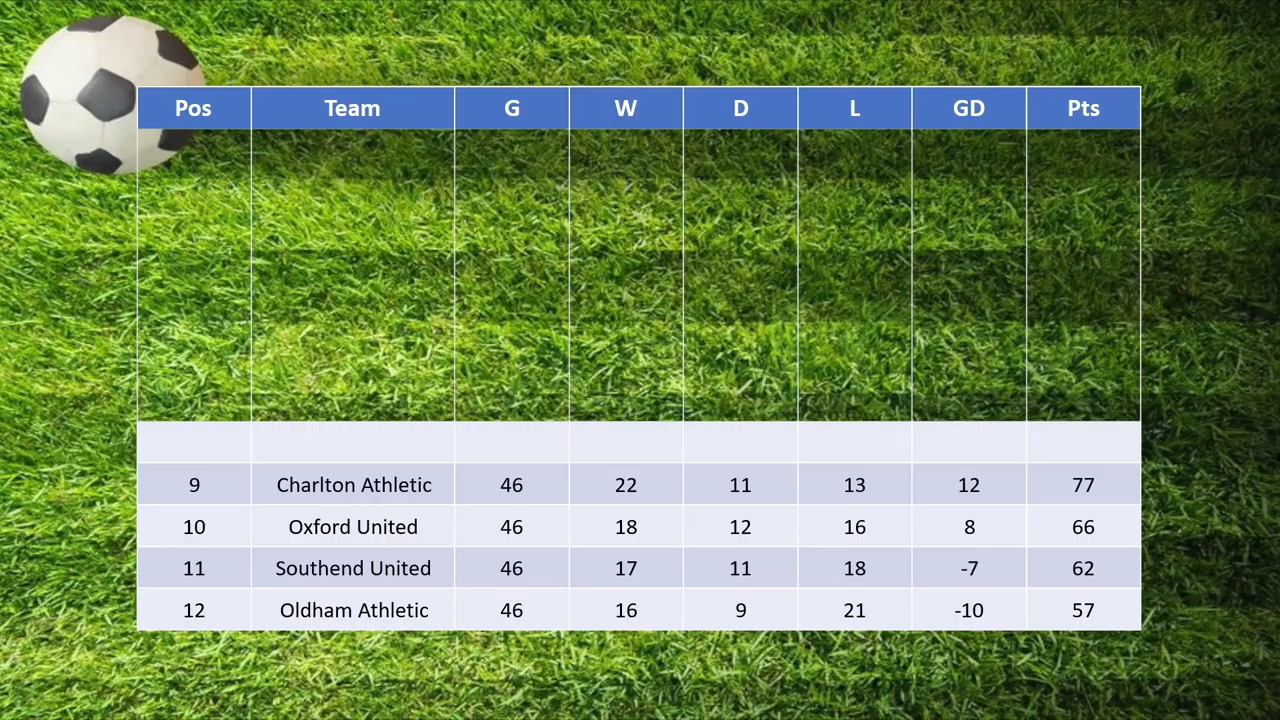 Pos Team G W D L GD Pts
9 Charlton Athletic 46 22 11 13 12 77
10 Oxford United 46 18 12 16 8 66
11 Southend United 46 17 11 18 -7 62
12 Oldham Athletic 46 16 9 21 -10 57